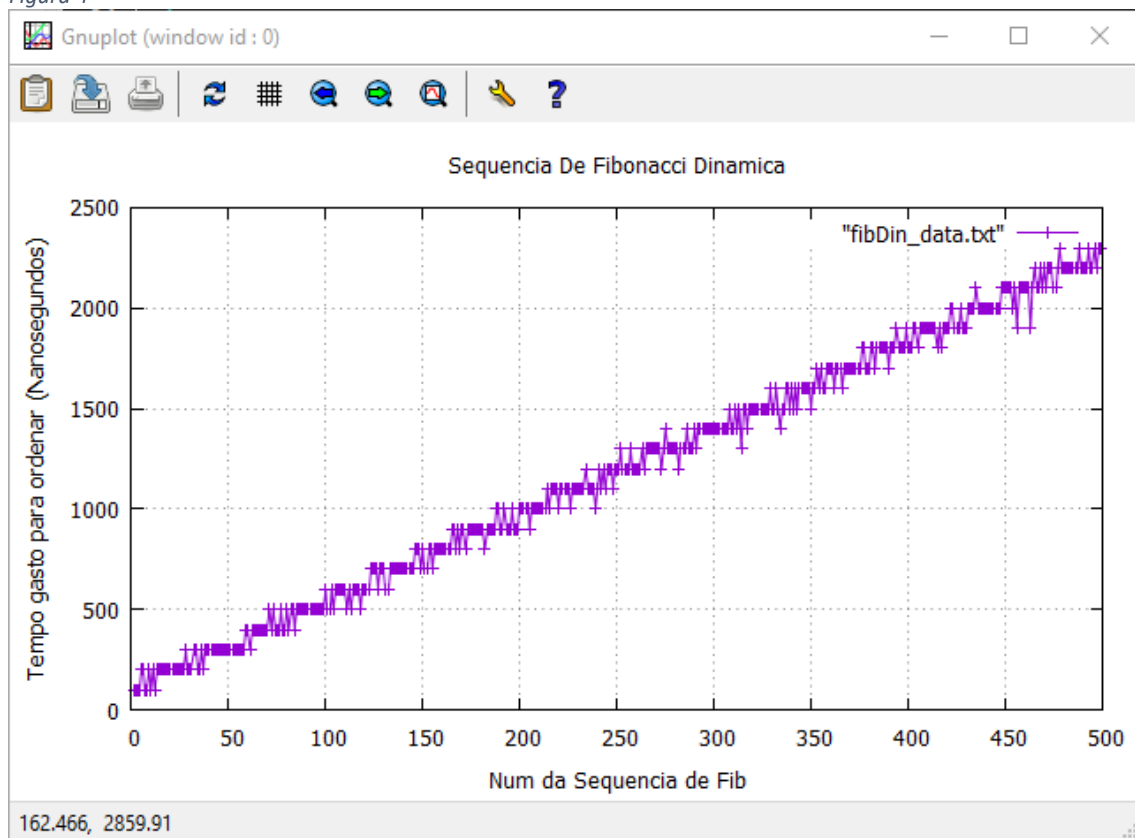 Gnuplot (window id : 0)
Sequencia De Fibonacci Dinamica
"fibDin_data.txt"
Tempo gasto para ordenar (Nanosegundos)
2500
2000
1500
1000
500
0
0 50 100 150 200 250 300 350 400 450 500
Num da Sequencia de Fib
162.466, 2859.91